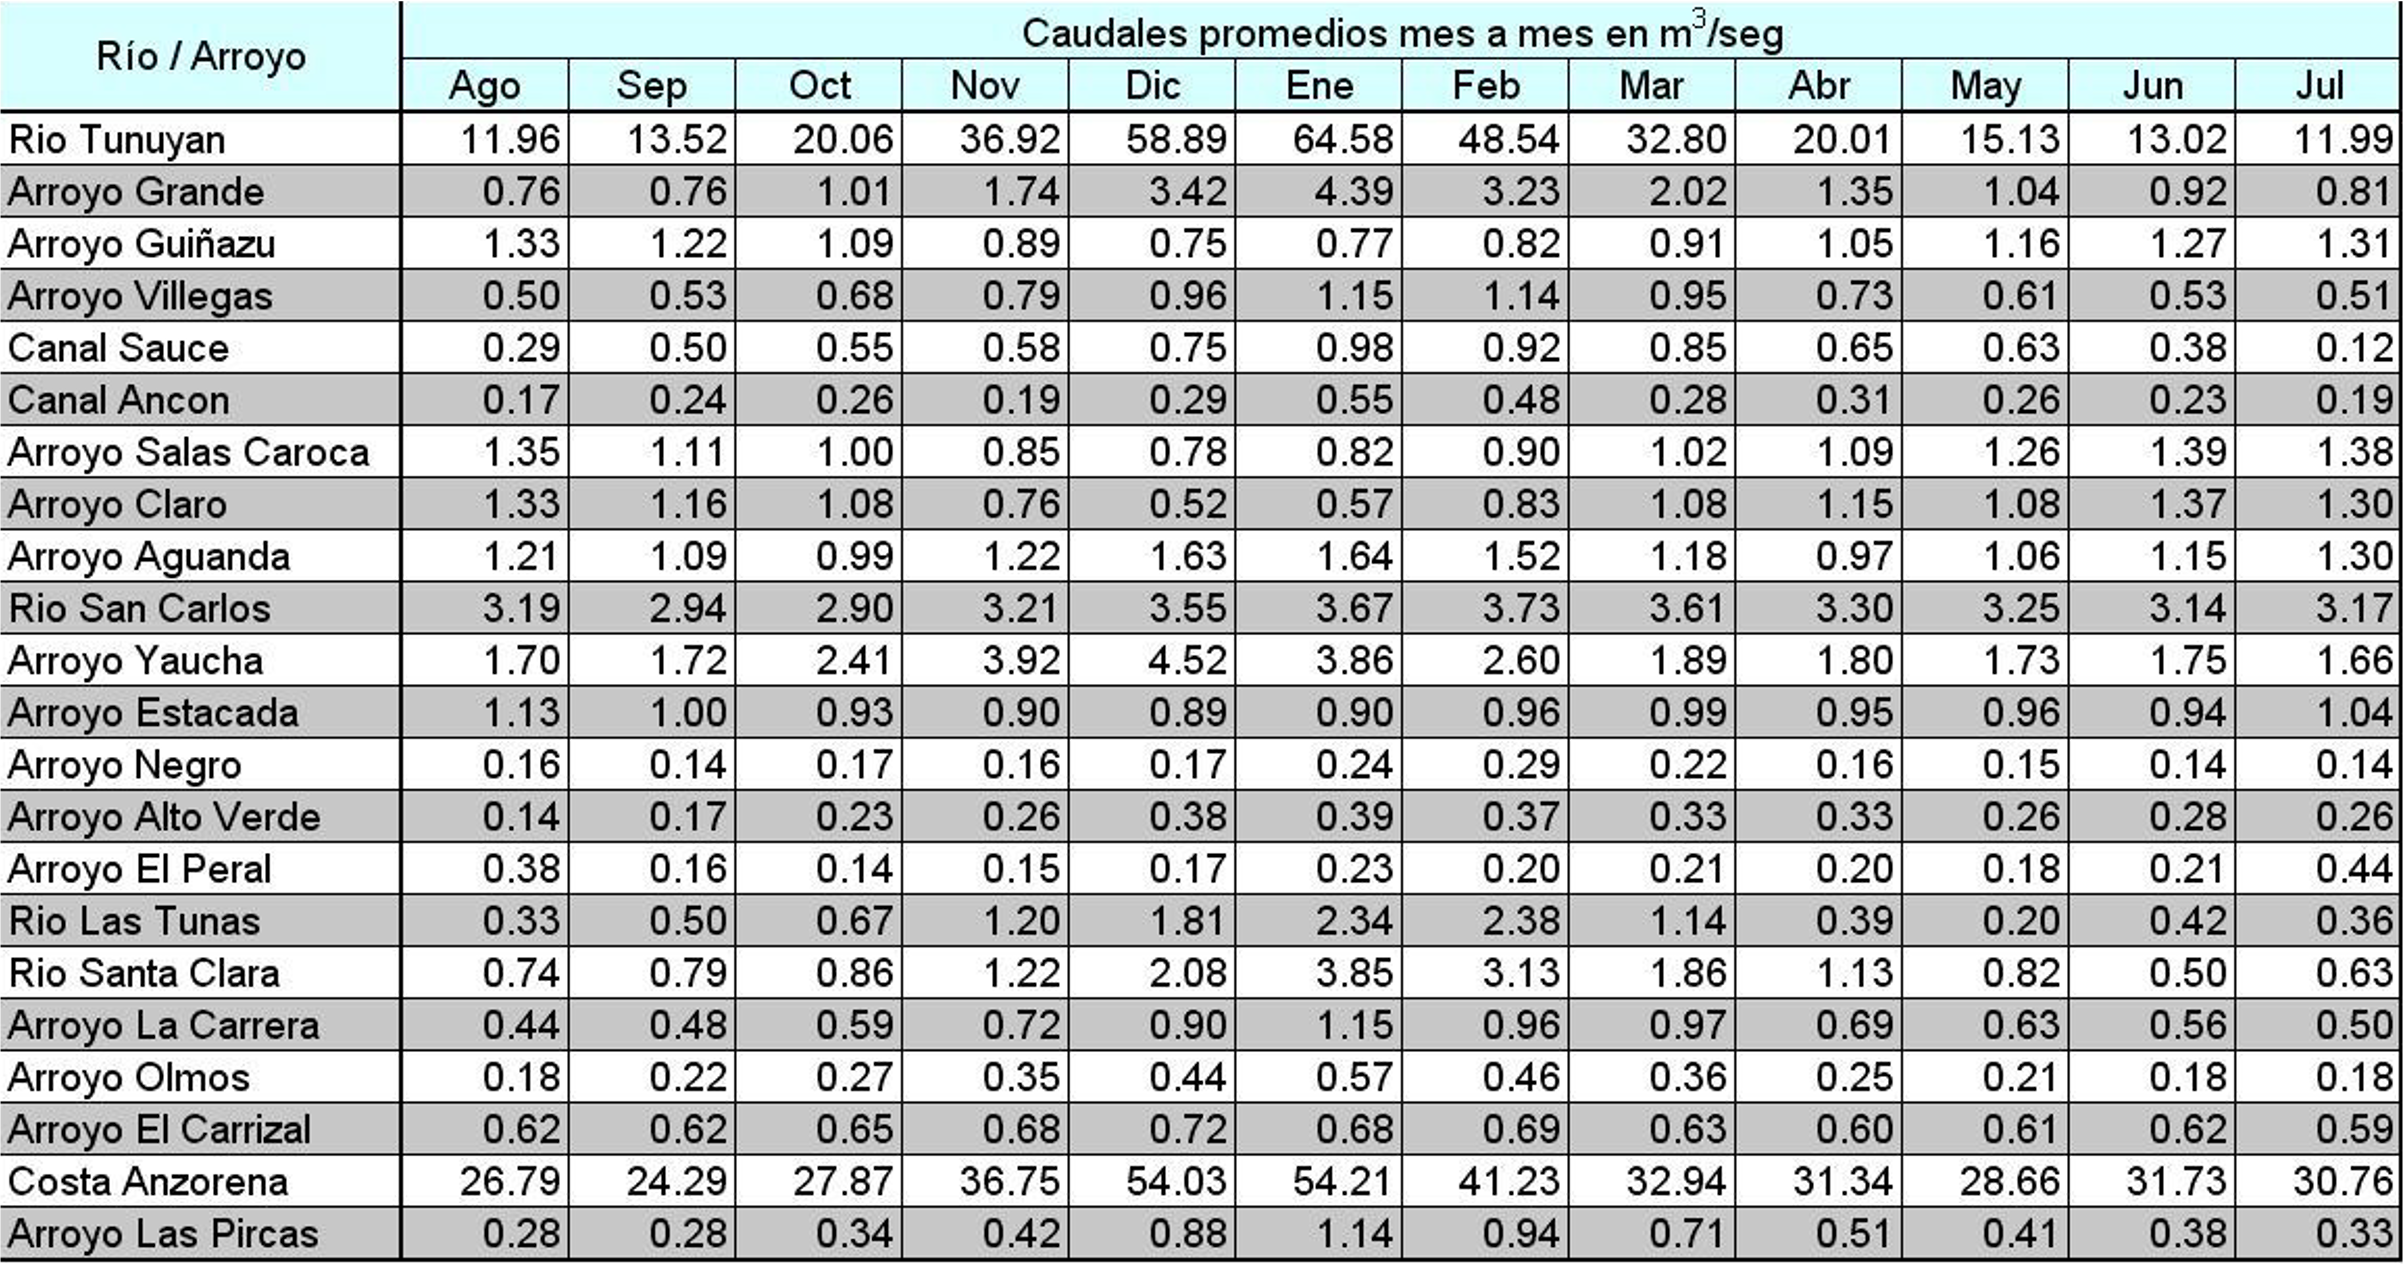 Río / Arroyo Caudales promedios mes a mes en m³/seg
Ago Sep Oct Nov Dic Ene Feb Mar Abr May Jun Jul
Rio Tunuyan 11.96 13.52 20.06 36.92 58.89 64.58 48.54 32.80 20.01 15.13 13.02 11.99
Arroyo Grande 0.76 0.76 1.01 1.74 3.42 4.39 3.23 2.02 1.35 1.04 0.92 0.81
Arroyo Guiñazu 1.33 1.22 1.09 0.89 0.75 0.77 0.82 0.91 1.05 1.16 1.27 1.31
Arroyo Villegas 0.50 0.53 0.68 0.79 0.96 1.15 1.14 0.95 0.73 0.61 0.53 0.51
Canal Sauce 0.29 0.50 0.55 0.58 0.75 0.98 0.92 0.85 0.65 0.63 0.38 0.12
Canal Ancon 0.17 0.24 0.26 0.19 0.29 0.55 0.48 0.28 0.31 0.26 0.23 0.19
Arroyo Salas Caroca 1.35 1.11 1.00 0.85 0.78 0.82 0.90 1.02 1.09 1.26 1.39 1.38
Arroyo Claro 1.33 1.16 1.08 0.76 0.52 0.57 0.83 1.08 1.15 1.08 1.37 1.30
Arroyo Aguanda 1.21 1.09 0.99 1.22 1.63 1.64 1.52 1.18 0.97 1.06 1.15 1.30
Rio San Carlos 3.19 2.94 2.90 3.21 3.55 3.67 3.73 3.61 3.30 3.25 3.14 3.17
Arroyo Yaucha 1.70 1.72 2.41 3.92 4.52 3.86 2.60 1.89 1.80 1.73 1.75 1.66
Arroyo Estacada 1.13 1.00 0.93 0.90 0.89 0.90 0.96 0.99 0.95 0.96 0.94 1.04
Arroyo Negro 0.16 0.14 0.17 0.16 0.17 0.24 0.29 0.22 0.16 0.15 0.14 0.14
Arroyo Alto Verde 0.14 0.17 0.23 0.26 0.38 0.39 0.37 0.33 0.33 0.26 0.28 0.26
Arroyo El Peral 0.38 0.16 0.14 0.15 0.17 0.23 0.20 0.21 0.20 0.18 0.21 0.44
Rio Las Tunas 0.33 0.50 0.67 1.20 1.81 2.34 2.38 1.14 0.39 0.20 0.42 0.36
Rio Santa Clara 0.74 0.79 0.86 1.22 2.08 3.85 3.13 1.86 1.13 0.82 0.50 0.63
Arroyo La Carrera 0.44 0.48 0.59 0.72 0.90 1.15 0.96 0.97 0.69 0.63 0.56 0.50
Arroyo Olmos 0.18 0.22 0.27 0.35 0.44 0.57 0.46 0.36 0.25 0.21 0.18 0.18
Arroyo El Carrizal 0.62 0.62 0.65 0.68 0.72 0.68 0.69 0.63 0.60 0.61 0.62 0.59
Costa Anzorena 26.79 24.29 27.87 36.75 54.03 54.21 41.23 32.94 31.34 28.66 31.73 30.76
Arroyo Las Pircas 0.28 0.28 0.34 0.42 0.88 1.14 0.94 0.71 0.51 0.41 0.38 0.33